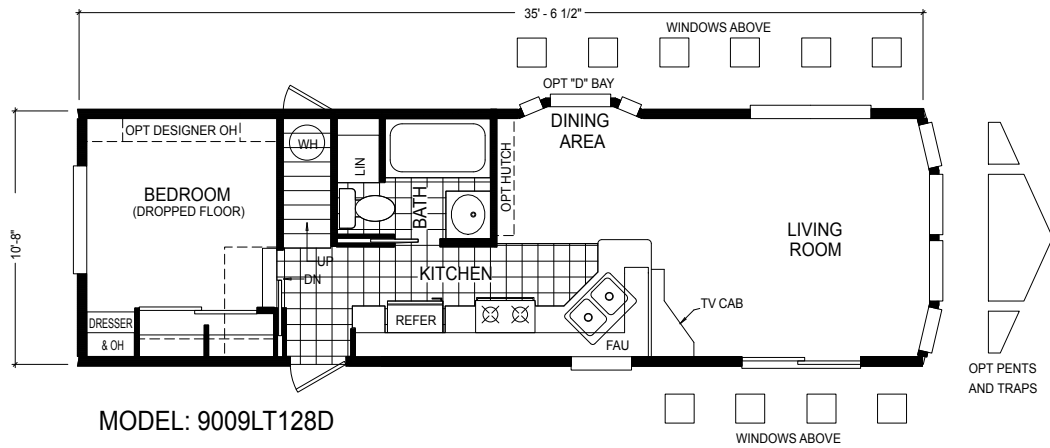 35' - 6 1/2"
WINDOWS ABOVE
OPT "D" BAY
DINING
AREA
OPT DESIGNER OH
WH
LIN
BATH
OPT HUTCH
BEDROOM
(DROPPED FLOOR)
10'-8"
LIVING
ROOM
UP
DN
KITCHEN
REFER
TV CAB
DRESSER
& OH
FAU
OPT PENTS
AND TRAPS
MODEL: 9009LT128D
WINDOWS ABOVE